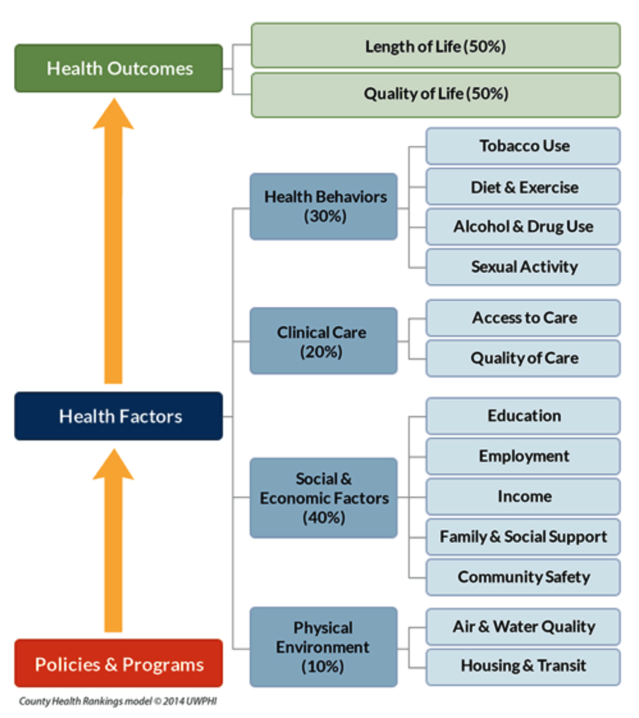 Health Outcomes
Length of Life (50%)
Quality of Life (50%)
Health Factors
Health Behaviors
(30%)
Tobacco Use
Diet & Exercise
Alcohol & Drug Use
Sexual Activity
Clinical Care
(20%)
Access to Care
Quality of Care
Social &
Economic Factors
(40%)
Education
Employment
Income
Family & Social Support
Community Safety
Physical
Environment
(10%)
Air & Water Quality
Housing & Transit
Policies & Programs
County Health Rankings model © 2014 UWPHI